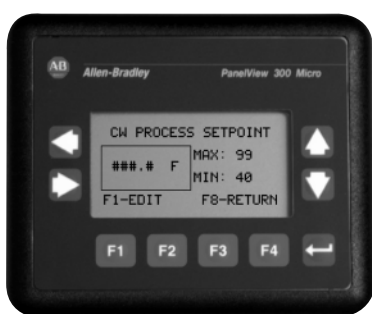 AB Allen-Bradley PanelView 300 Micro
CW PROCESS SETPOINT
###.# F
MAX: 99
MIN: 40
F1-EDIT F8-RETURN
F1 F2 F3 F4